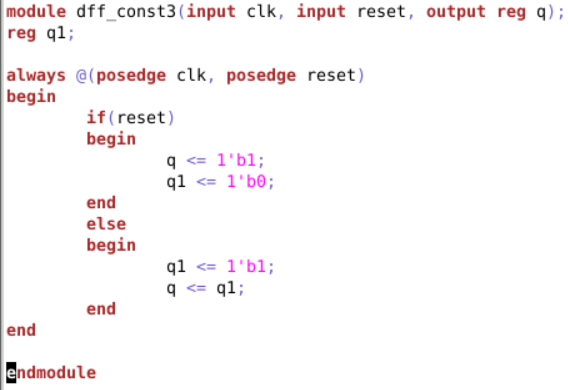 module dff_const3(input clk, input reset, output reg q);
reg q1;
always @(posedge clk, posedge reset)
begin
if(reset)
begin
q <= 1'b1;
q1 <= 1'b0;
end
else
begin
q1 <= 1'b1;
q <= q1;
end
end
endmodule